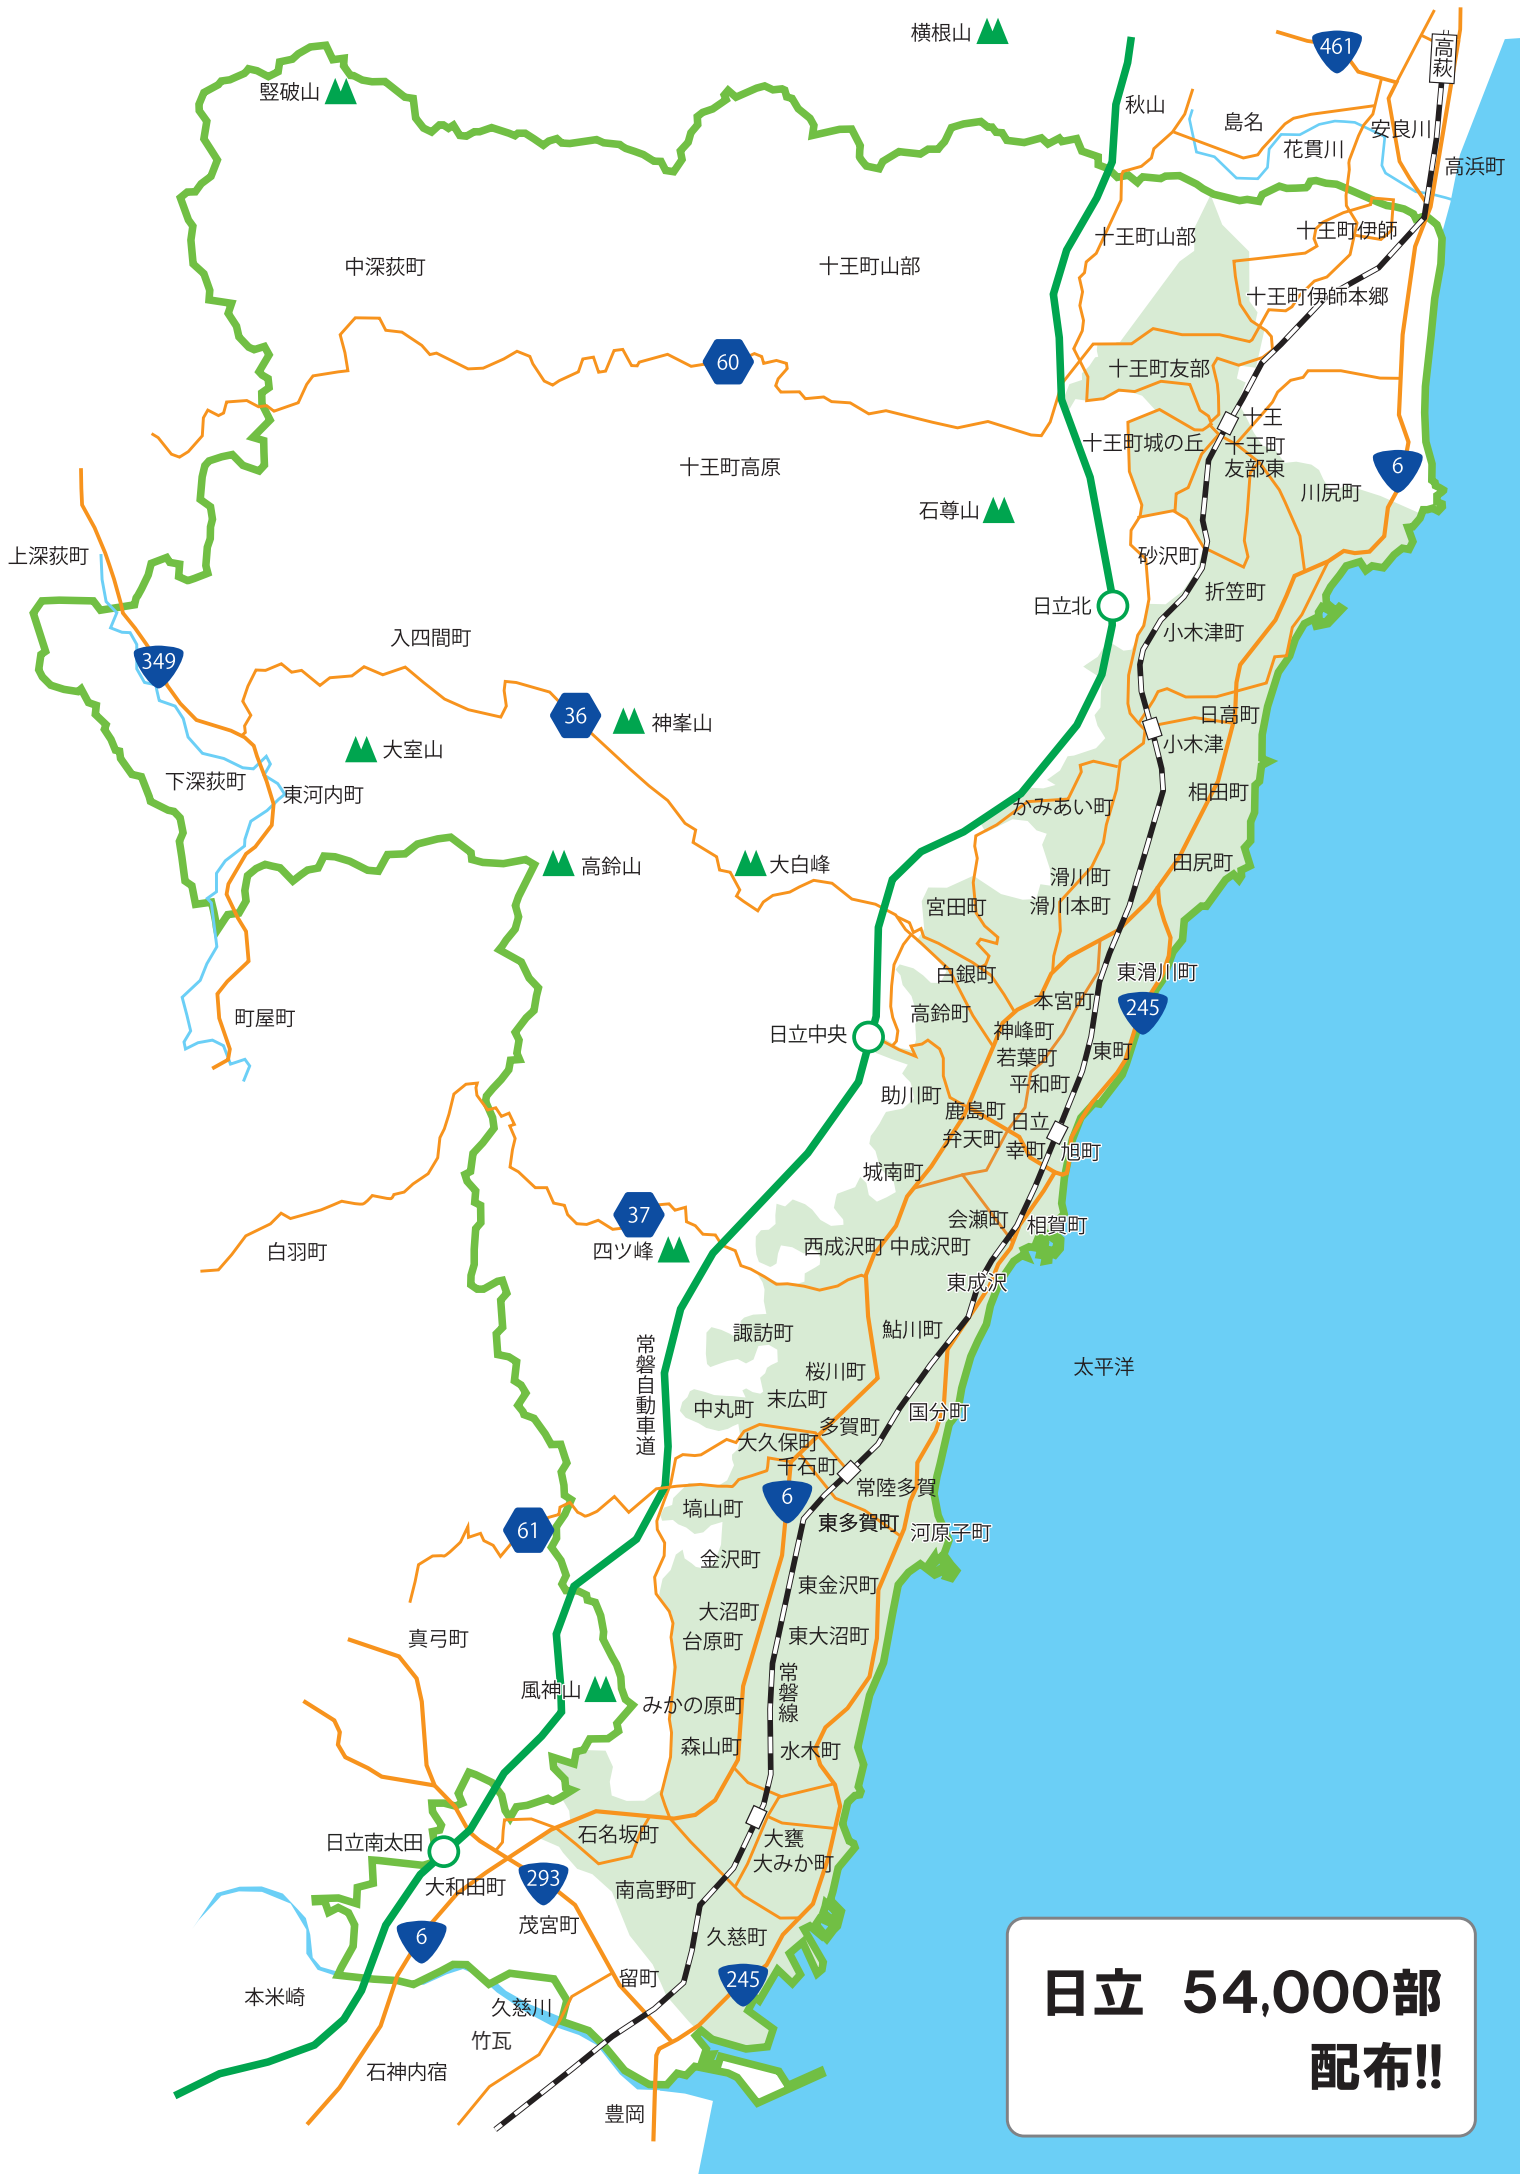 横根山
461
高萩
竪破山
秋山
島名
安良川
花貫川
高浜町
十王町山部
十王町伊師
中深荻町
十王町山部
十王町伊師本郷
60
十王町友部
十王
十王町城の丘
十王町
友部東
十王町高原
6
川尻町
石尊山
上深荻町
砂沢町
折笠町
日立北
小木津町
入四間町
349
36
神峯山
日高町
小木津
大室山
下深荻町
東河内町
相田町
かみあい町
高鈴山
大白峰
田尻町
滑川町
宮田町
滑川本町
白銀町
東滑川町
本宮町
245
高鈴町
町屋町
日立中央
神峰町
東町
若葉町
平和町
助川町
鹿島町
日立
弁天町
幸町
旭町
城南町
37
会瀬町
相賀町
白羽町
四ツ峰
西成沢町
中成沢町
東成沢
諏訪町
鮎川町
常磐自動車道
太平洋
桜川町
末広町
中丸町
国分町
多賀町
大久保町
千石町
常陸多賀
6
塙山町
61
東多賀町
河原子町
金沢町
東金沢町
大沼町
真弓町
台原町
東大沼町
常磐線
風神山
みかの原町
森山町
水木町
石名坂町
日立南太田
大甕
大みか町
293
大和田町
南高野町
茂宮町
6
久慈町
留町
245
本米崎
久慈川
竹瓦
石神内宿
豊岡
日立 54,000部
配布!!